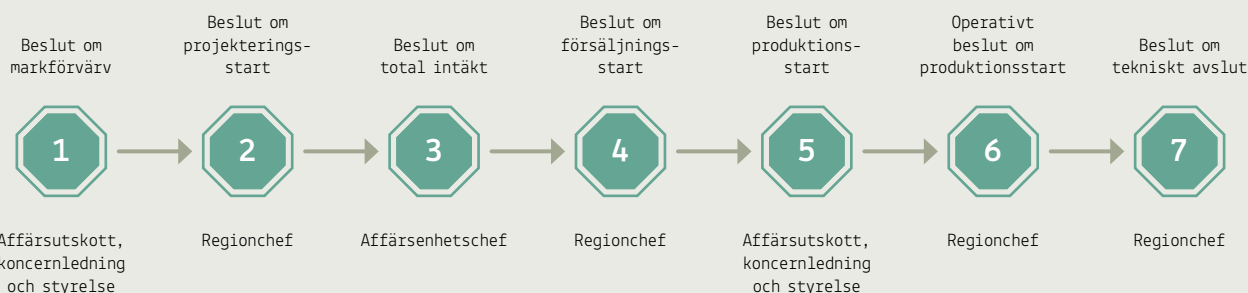 Beslut om
markförvärv
Beslut om
projekterings-
start
Beslut om
total intäkt
Beslut om
försäljnings-
start
Beslut om
produktions-
start
Operativt
beslut om
produktionsstart
Beslut om
tekniskt avslut
1
2
3
4
5
6
7
Affärsutskott,
koncernledning
och styrelse
Regionchef
Affärsenhetschef
Regionchef
Affärsutskott,
koncernledning
och styrelse
Regionchef
Regionchef